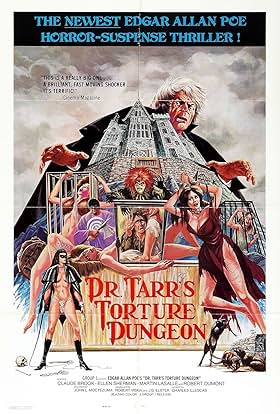 THE NEWEST EDGAR ALLAN POE
HORROR-SUSPENSE THRILLER!
"THIS IS A REALLY BIG ONE...
A BRILLIANT, FAST MOVING SHOCKER.
IT'S TERRIFIC!"
Cinema Magazine
DR TARR'S
TORTURE
DUNGEON
GROUP 1 EDGAR ALLAN POE'S "DR. TARR'S TORTURE DUNGEON"
CLAUDE BROOK · ELLEN SHERMAN · MARTIN LASALLE ROBERT DUMONT